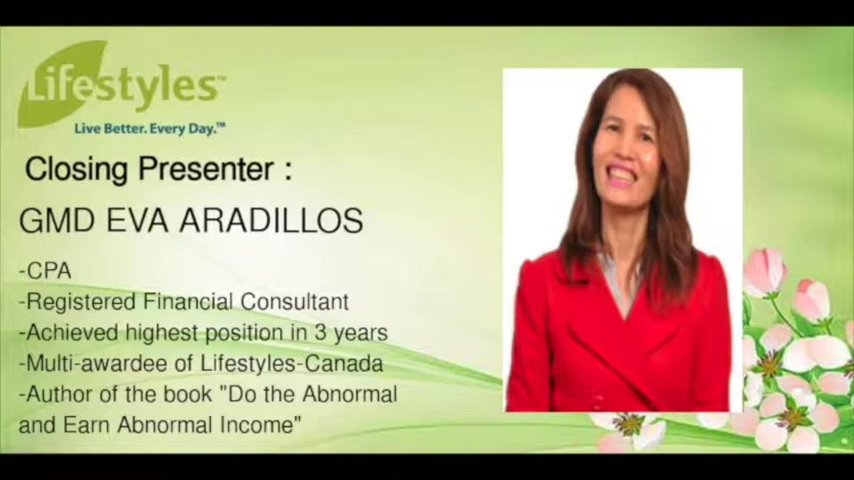 Lifestyles™
Live Better. Every Day.™
Closing Presenter :
GMD EVA ARADILLOS
-CPA
-Registered Financial Consultant
-Achieved highest position in 3 years
-Multi-awardee of Lifestyles-Canada
-Author of the book "Do the Abnormal
and Earn Abnormal Income"